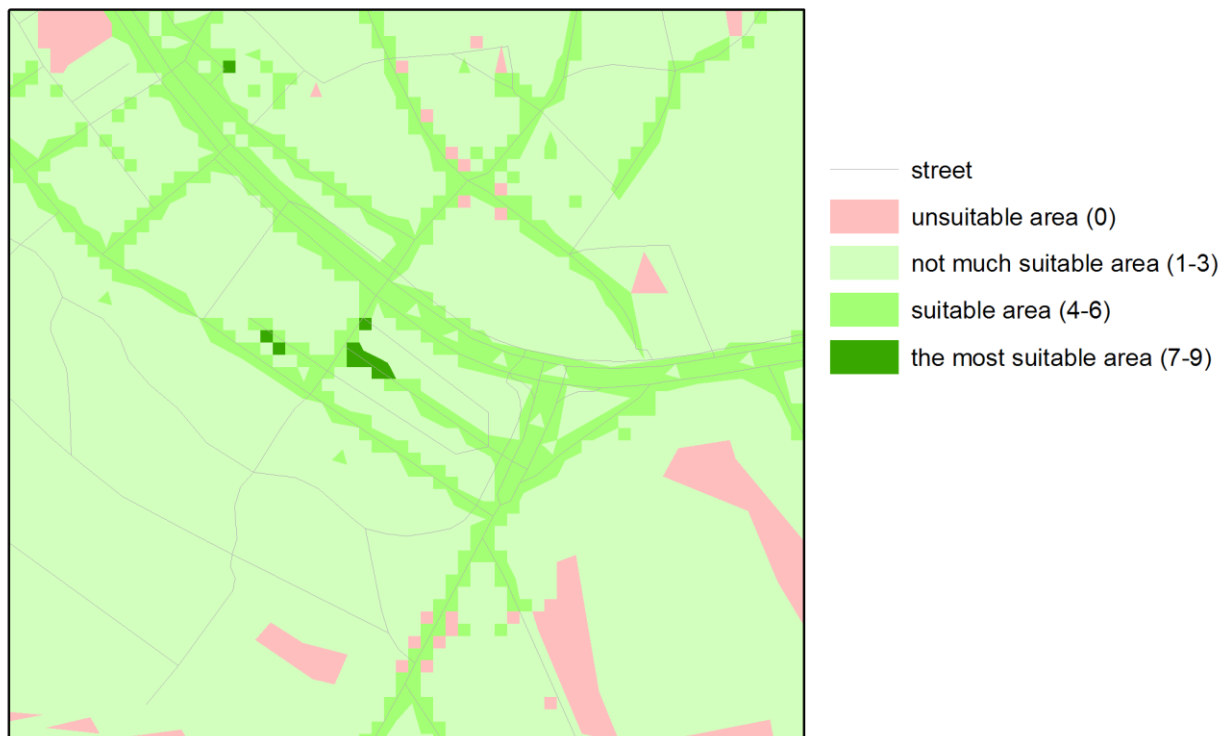 street
unsuitable area (0)
not much suitable area (1-3)
suitable area (4-6)
the most suitable area (7-9)